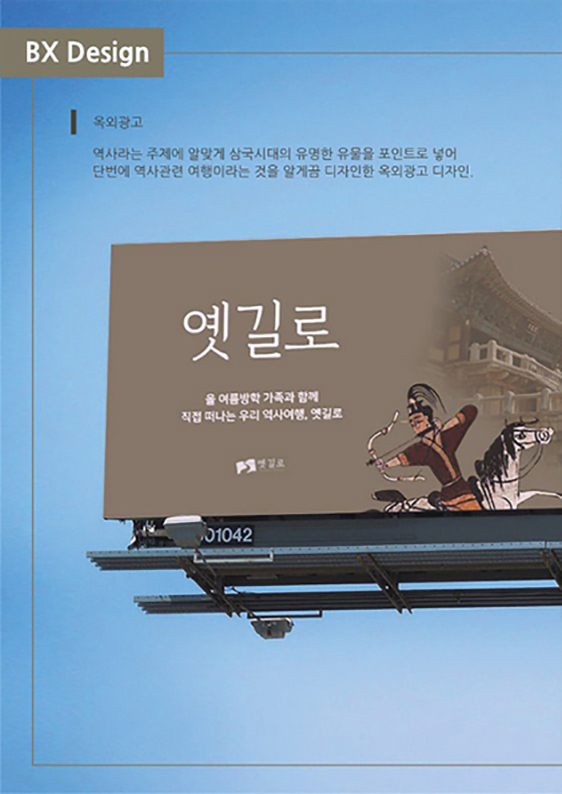 BX Design
옥외광고
역사라는 주제에 알맞게 삼국시대의 유명한 유물을 포인트로 넣어
단번에 역사관련 여행이라는 것을 알게끔 디자인한 옥외광고 디자인.
옛길로
올 여름방학 가족과 함께
직접 떠나는 우리 역사여행, 옛길로
옛길로
01042